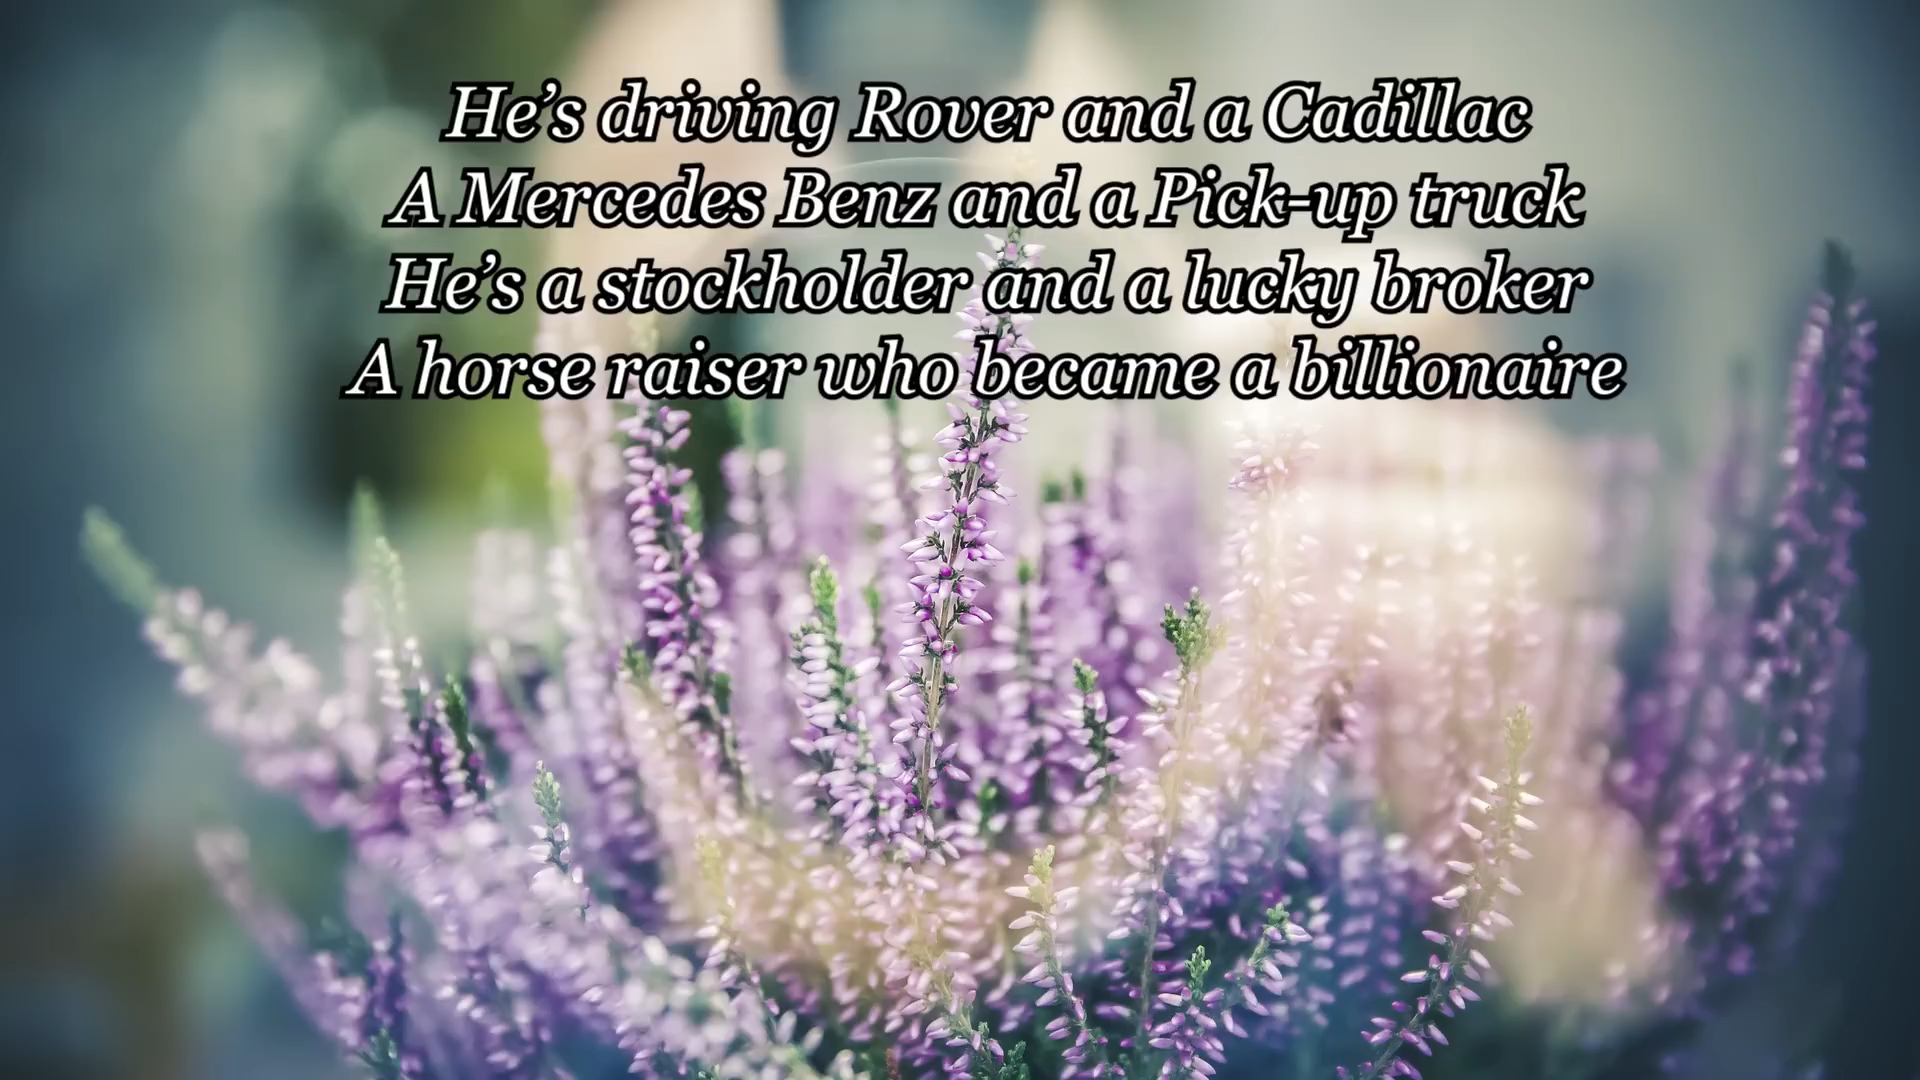 He’s driving Rover and a Cadillac
A Mercedes Benz and a Pick-up truck
He’s a stockholder and a lucky broker
A horse raiser who became a billionaire